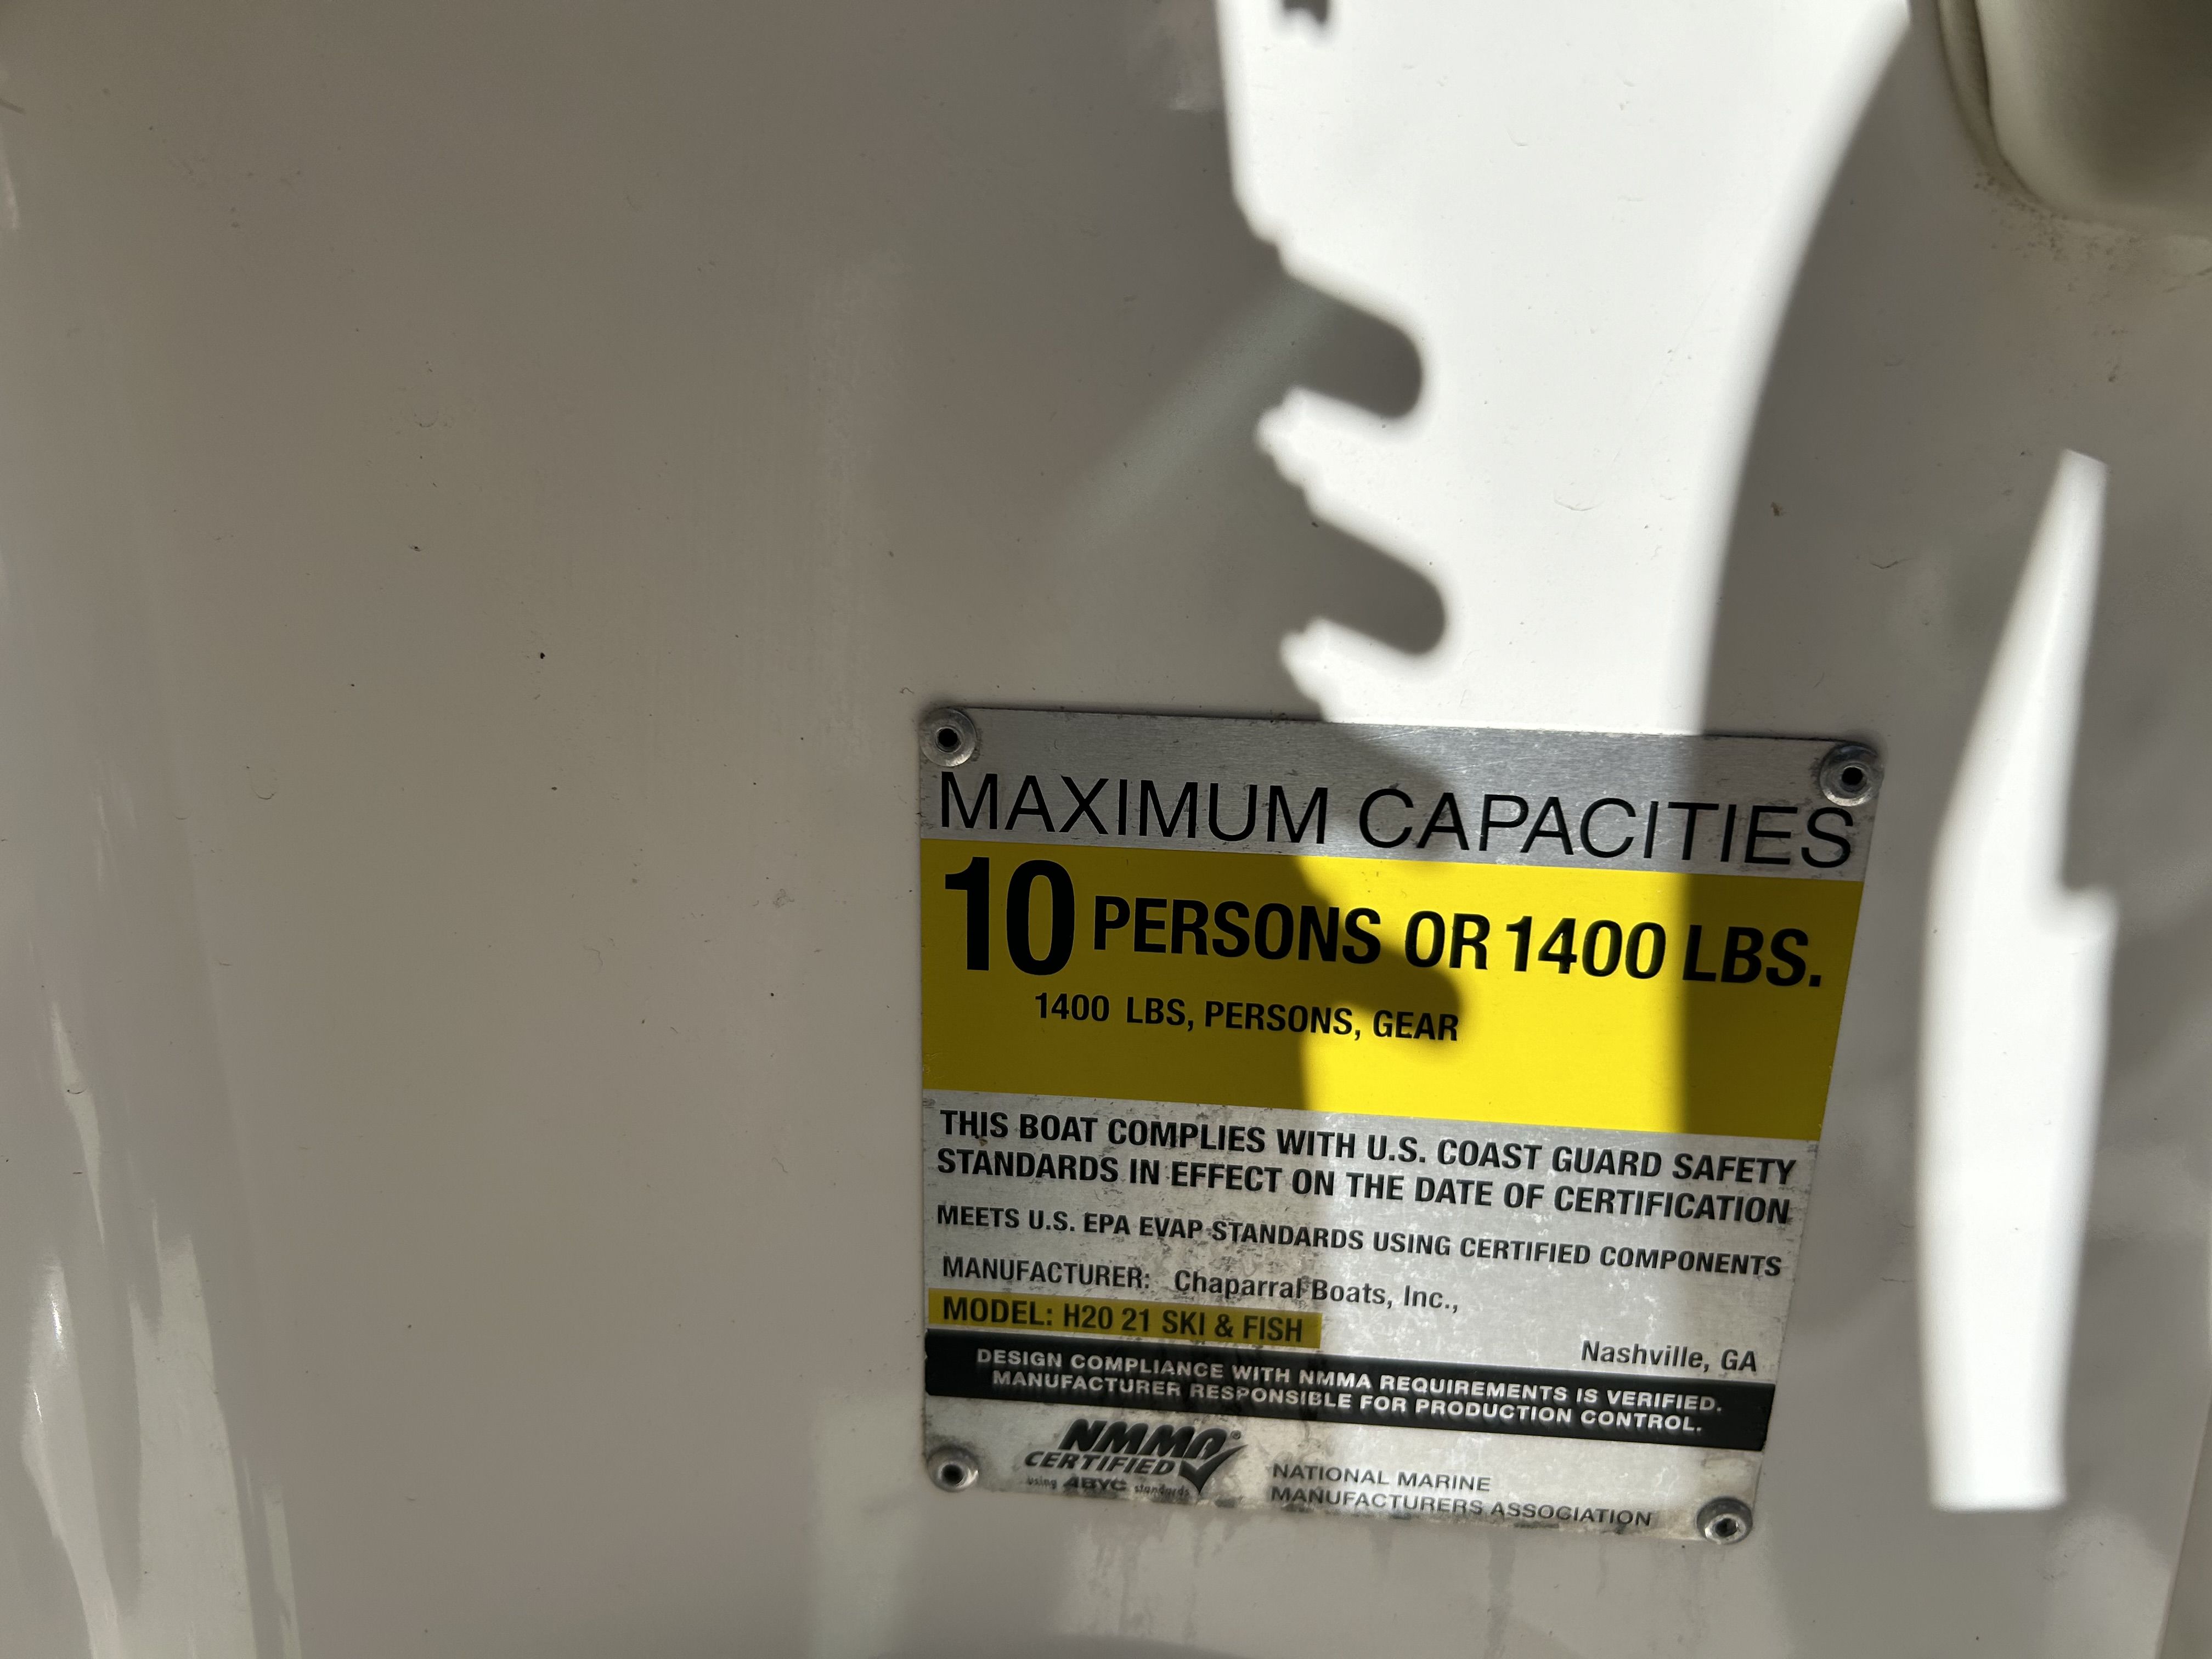 MAXIMUM CAPACITIES
10 PERSONS OR 1400 LBS.
1400 LBS, PERSONS, GEAR
THIS BOAT COMPLIES WITH U.S. COAST GUARD SAFETY
STANDARDS IN EFFECT ON THE DATE OF CERTIFICATION
MEETS U.S. EPA EVAP STANDARDS USING CERTIFIED COMPONENTS
MANUFACTURER: Chaparral Boats, Inc.,
MODEL: H20 21 SKI & FISH
Nashville, GA
DESIGN COMPLIANCE WITH NMMA REQUIREMENTS IS VERIFIED.
MANUFACTURER RESPONSIBLE FOR PRODUCTION CONTROL.
NMMA®
CERTIFIED
using ABYC standards
NATIONAL MARINE
MANUFACTURERS ASSOCIATION